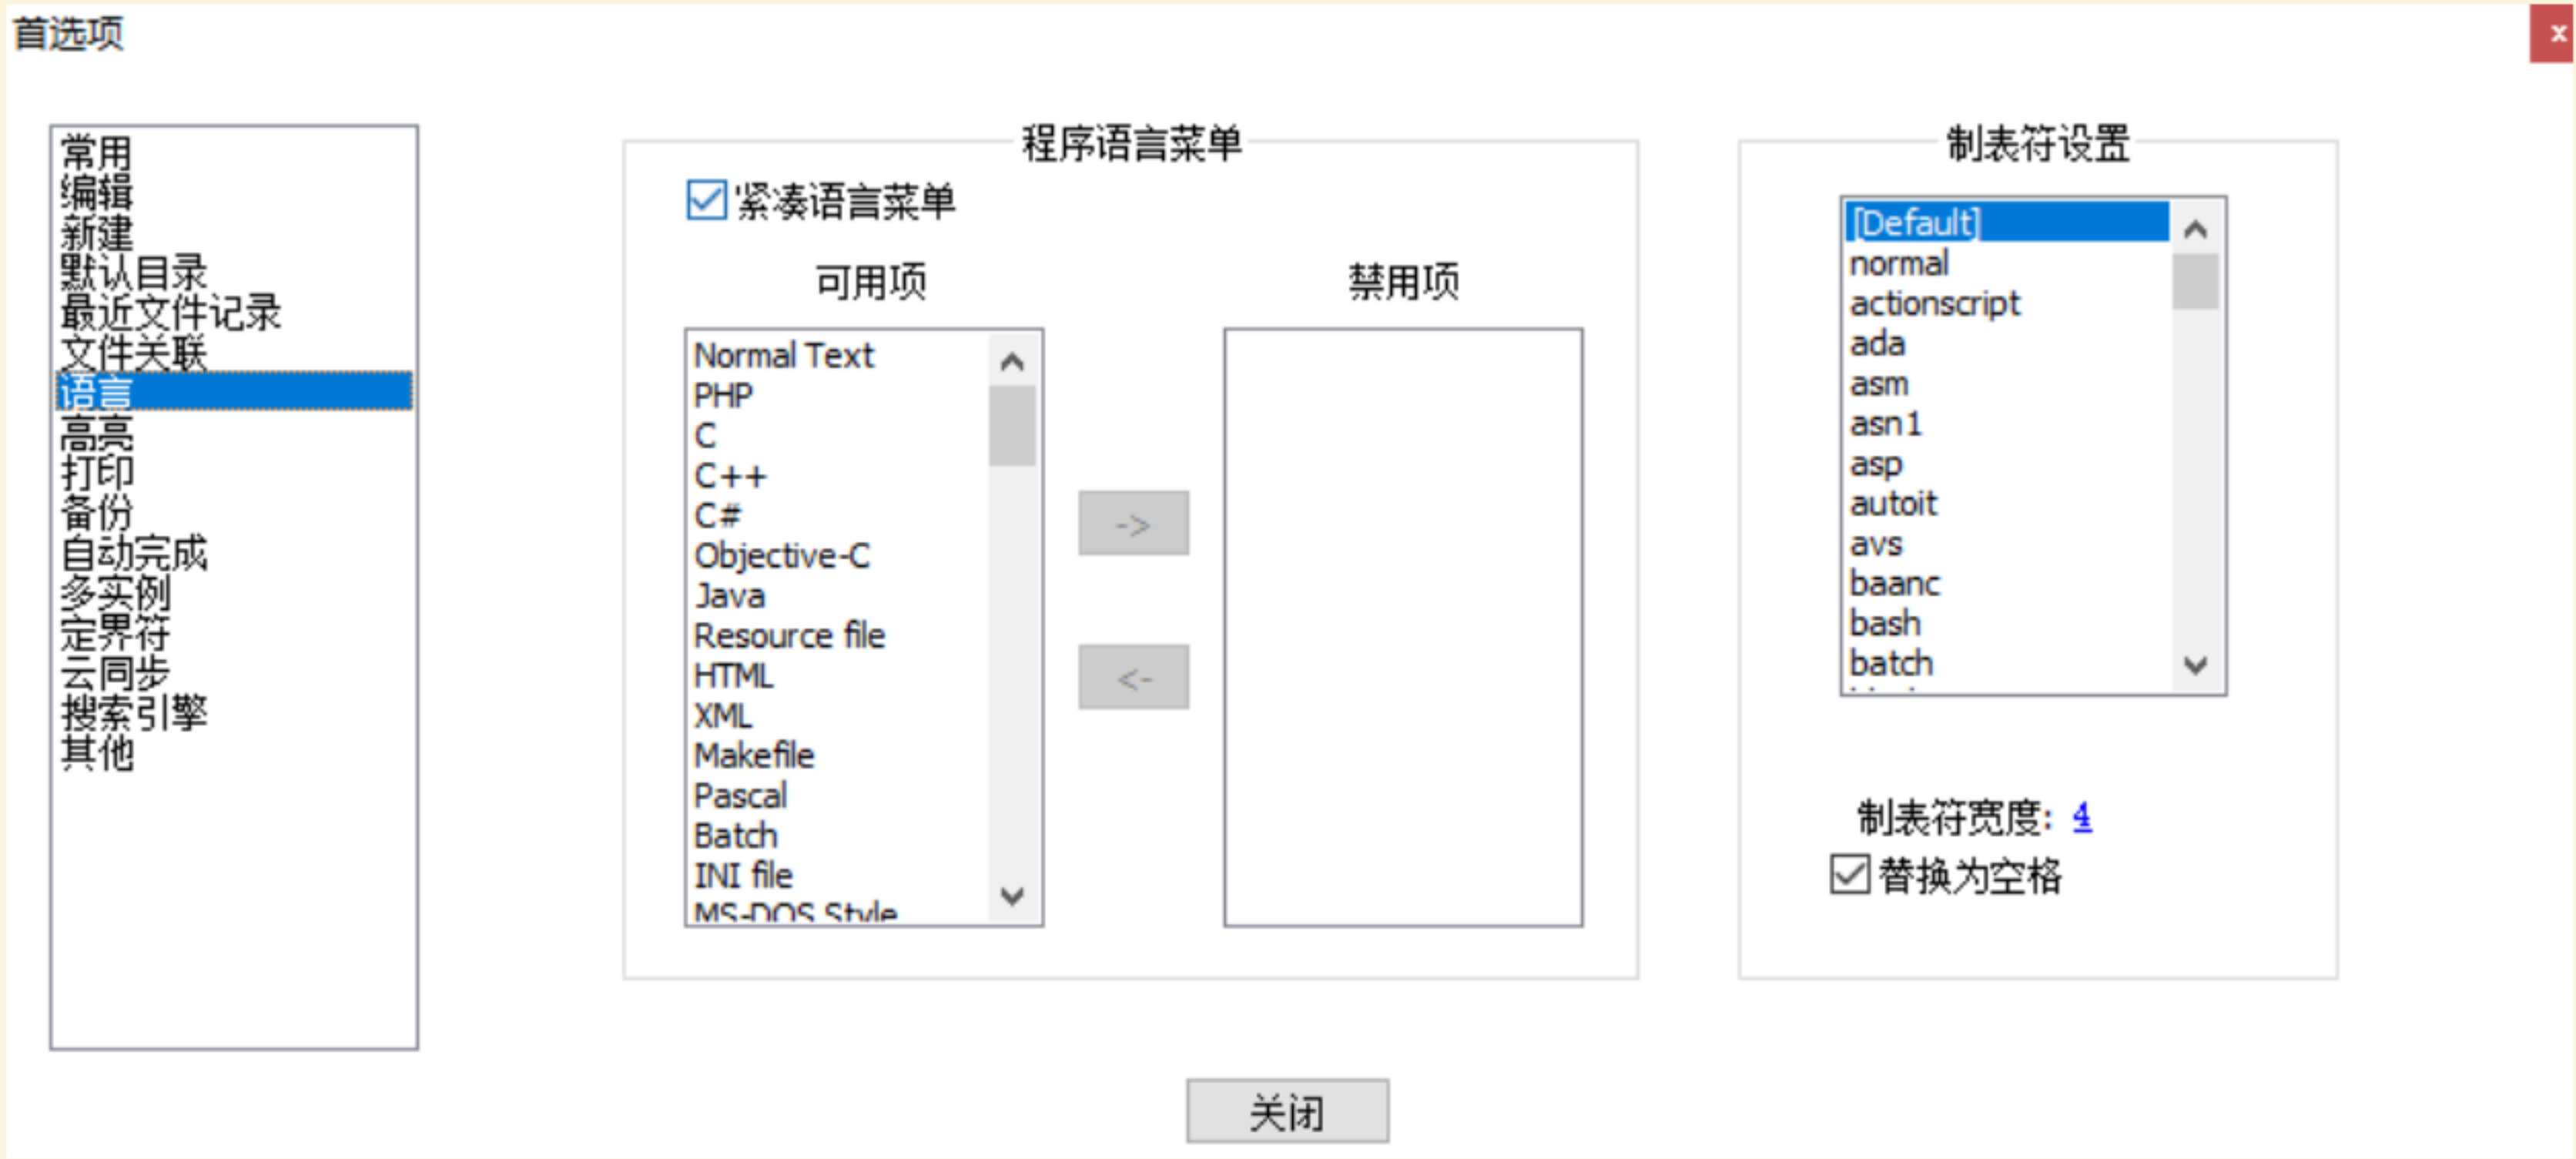 首选项
x
常用
编辑
新建
默认目录
最近文件记录
文件关联
语言
高亮
打印
备份
自动完成
多实例
定界符
云同步
搜索引擎
其他
程序语言菜单
紧凑语言菜单
可用项
Normal Text
PHP
C
C++
C#
Objective-C
Java
Resource file
HTML
XML
Makefile
Pascal
Batch
INI file
MS-DOS Style
->
<-
禁用项
制表符设置
[Default]
normal
actionscript
ada
asm
asn1
asp
autoit
avs
baanc
bash
batch
制表符宽度: 4
替换为空格
关闭